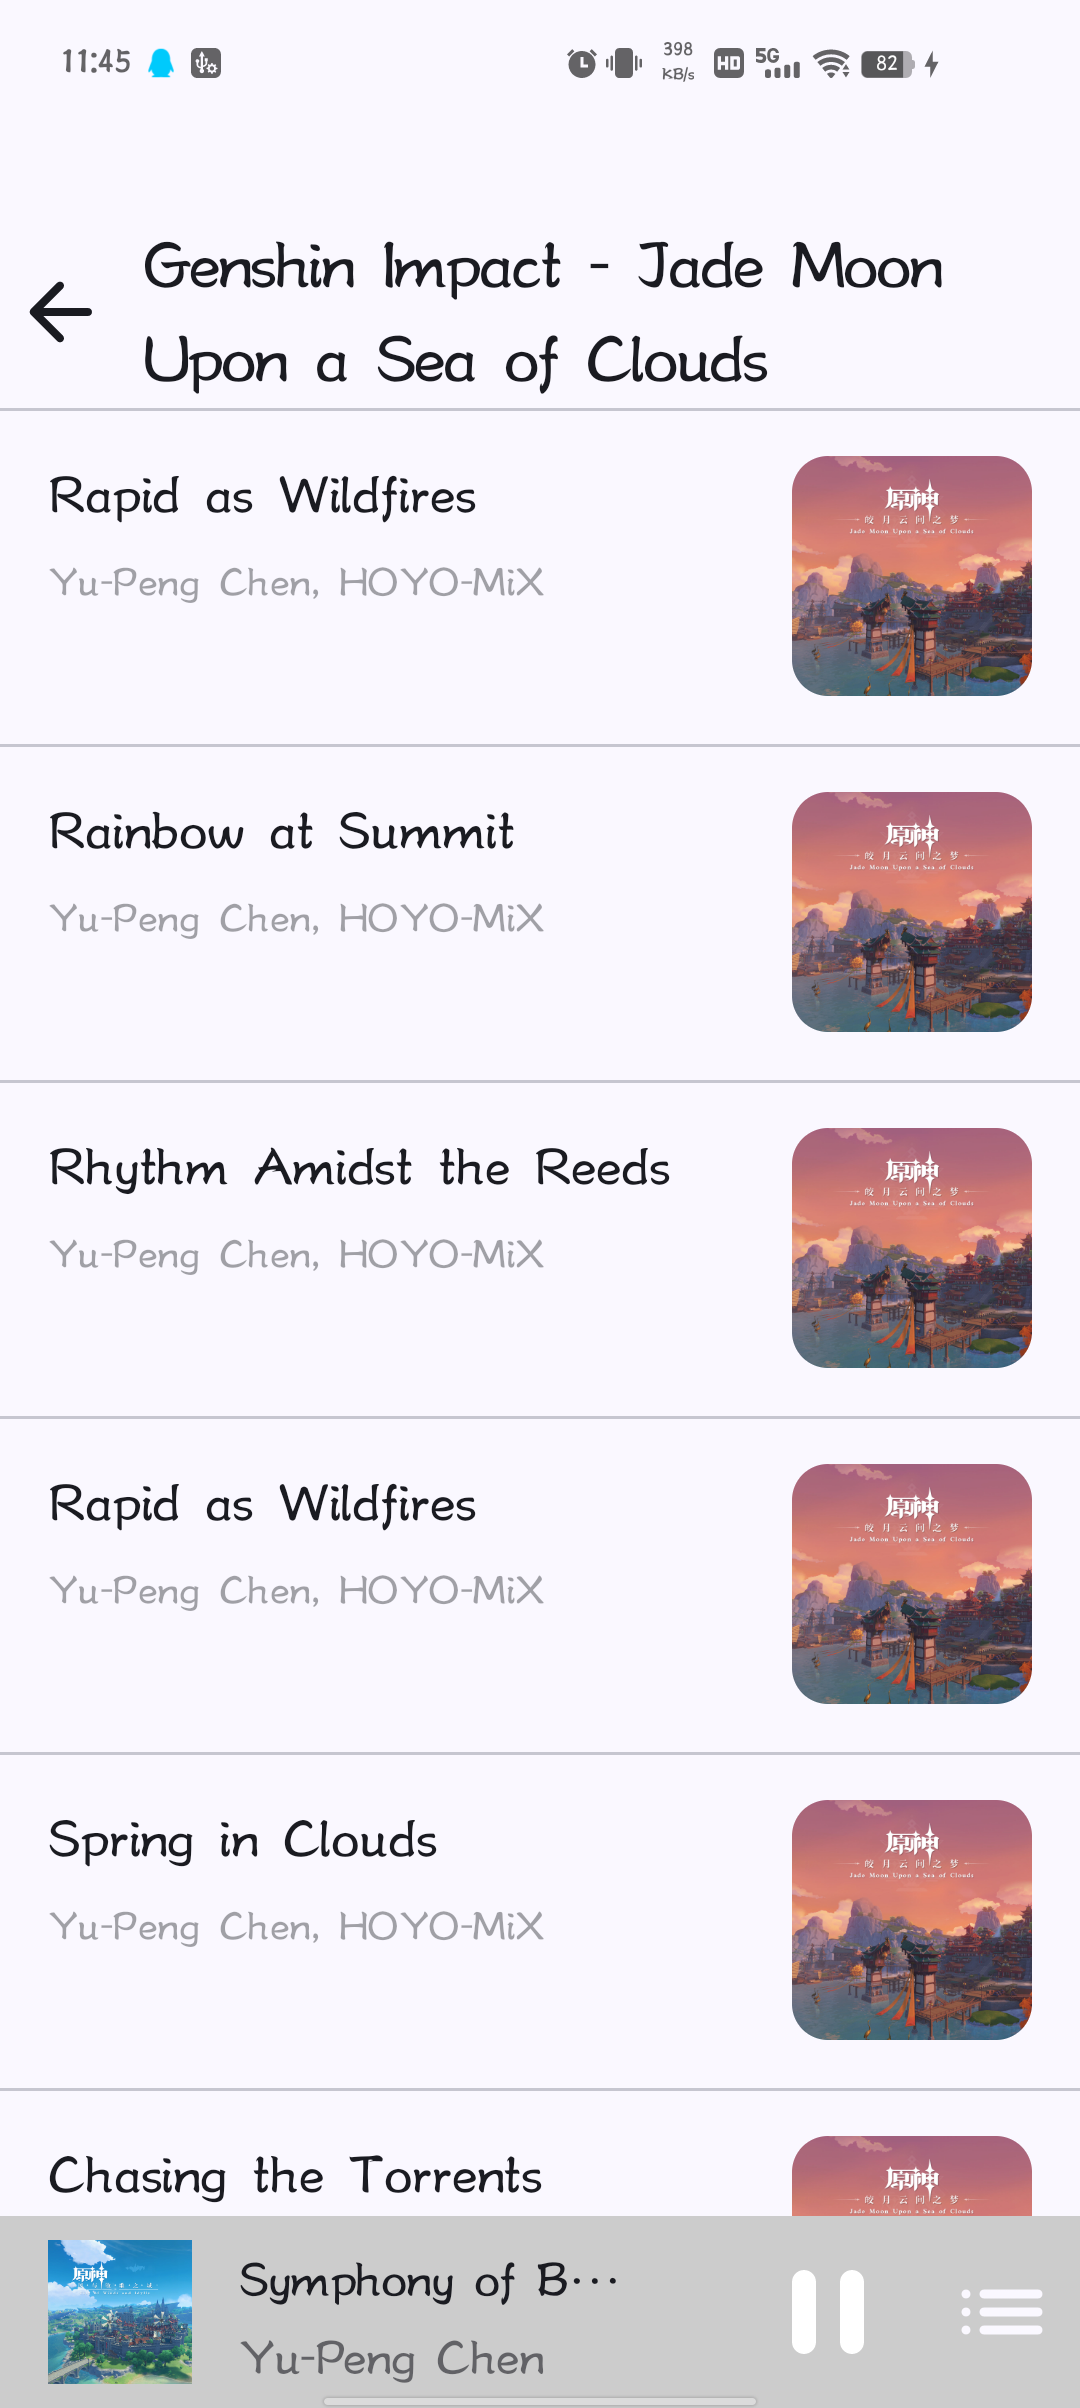 11:45
398
KB/s
HD
5G
82
Genshin Impact - Jade Moon
Upon a Sea of Clouds
Rapid as Wildfires
Yu-Peng Chen, HOYO-MiX
原神
皎月云间之梦
Jade Moon Upon a Sea of Clouds
Rainbow at Summit
Yu-Peng Chen, HOYO-MiX
原神
皎月云间之梦
Jade Moon Upon a Sea of Clouds
Rhythm Amidst the Reeds
Yu-Peng Chen, HOYO-MiX
原神
皎月云间之梦
Jade Moon Upon a Sea of Clouds
Rapid as Wildfires
Yu-Peng Chen, HOYO-MiX
原神
皎月云间之梦
Jade Moon Upon a Sea of Clouds
Spring in Clouds
Yu-Peng Chen, HOYO-MiX
原神
皎月云间之梦
Jade Moon Upon a Sea of Clouds
Chasing the Torrents
原神
皎月云间之梦
Jade Moon Upon a Sea of Clouds
原神
Symphony of B···
Yu-Peng Chen